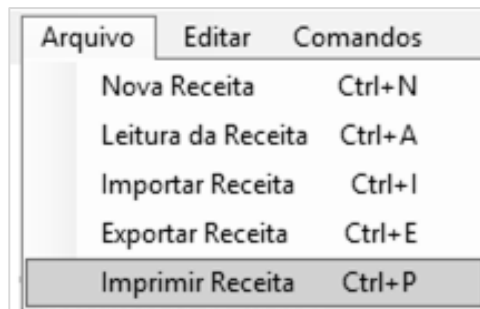 Arquivo Editar Comandos
Nova Receita Ctrl+N
Leitura da Receita Ctrl+A
Importar Receita Ctrl+I
Exportar Receita Ctrl+E
Imprimir Receita Ctrl+P